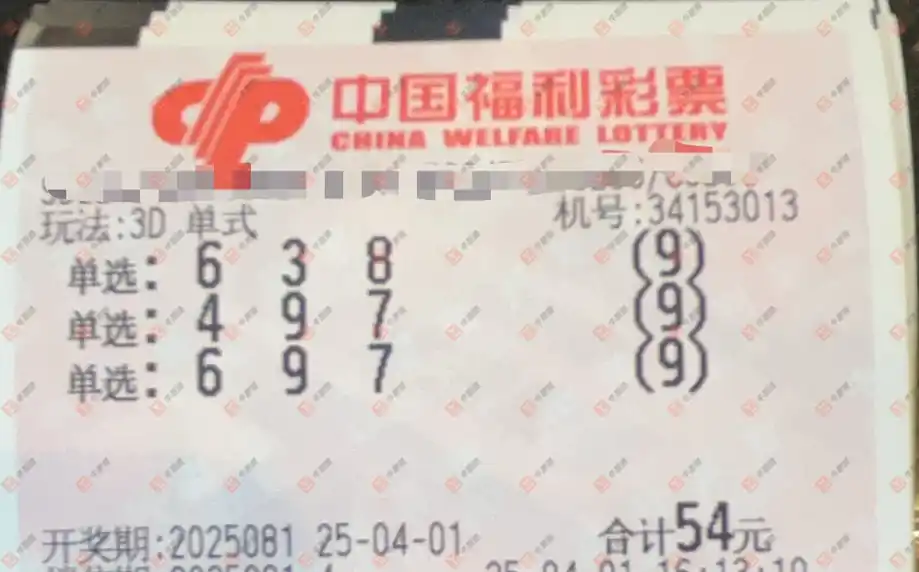 中国福利彩票
CHINA WELFARE LOTTERY
玩法:3D 单式 机号:34153013
单选: 6 3 8 (9)
单选: 4 9 7 (9)
单选: 6 9 7 (9)
开奖期:2025081 25-04-01 合计54元